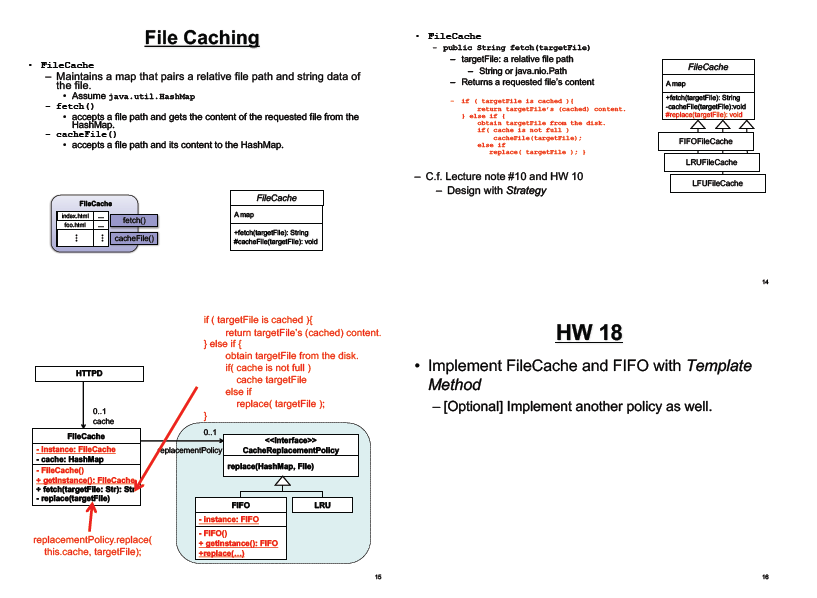 File Caching
• FileCache
– Maintains a map that pairs a relative file path and string data of
the file.
• Assume java.util.HashMap
– fetch()
• accepts a file path and gets the content of the requested file from the
HashMap.
– cacheFile()
• accepts a file path and its content to the HashMap.
FileCache
index.html ...
foo.html ...
⋮ ⋮
fetch()
cacheFile()
FileCache
A map
+fetch(targetFile): String
#cacheFile(targetFile): void
• FileCache
– public String fetch(targetFile)
– targetFile: a relative file path
– String or java.nio.Path
– Returns a requested file's content
– if ( targetFile is cached ){
return targetFile's (cached) content.
} else if {
obtain targetFile from the disk.
if( cache is not full )
cacheFile(targetFile);
else if
replace( targetFile ); }
– C.f. Lecture note #10 and HW 10
– Design with Strategy
FileCache
A map
+fetch(targetFile): String
-cacheFile(targetFile):void
#replace(targetFile): void
FIFOFileCache
LRUFileCache
LFUFileCache
14
if ( targetFile is cached ){
return targetFile's (cached) content.
} else if {
obtain targetFile from the disk.
if( cache is not full )
cache targetFile
else if
replace( targetFile );
}
HTTPD
0..1
cache
FileCache
- instance: FileCache
- cache: HashMap
- FileCache()
+ getInstance(): FileCache
+ fetch(targetFile: Str): Str
- replace(targetFile)
0..1
eplacementPolicy
<<Interface>>
CacheReplacementPolicy
replace(HashMap, File)
FIFO
- instance: FIFO
- FIFO()
+ getInstance(): FIFO
+replace(...)
LRU
replacementPolicy.replace(
this.cache, targetFile);
15
HW 18
• Implement FileCache and FIFO with Template
Method
– [Optional] Implement another policy as well.
16